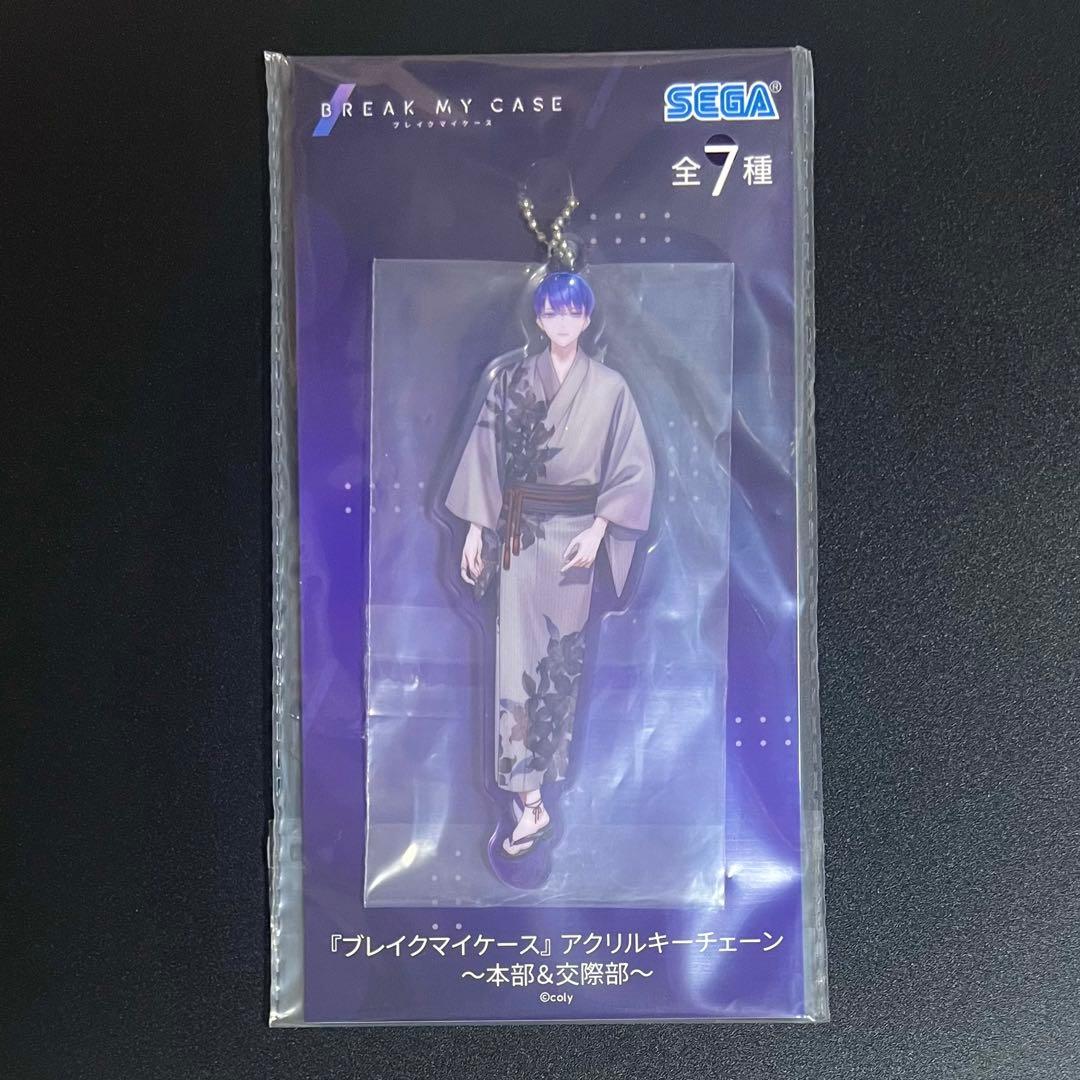 BREAK MY CASE
ブレイクマイケース
SEGA®
全7種
『ブレイクマイケース』アクリルキーチェーン
～本部＆交際部～
©coly